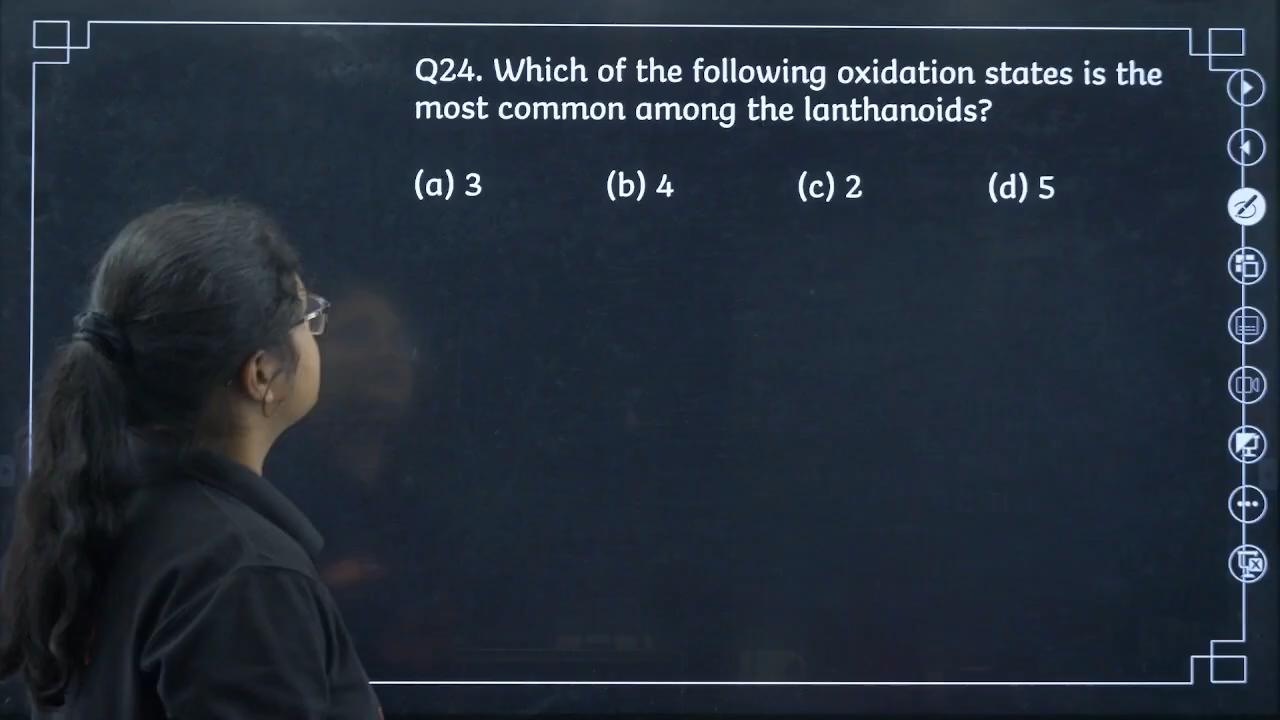 Q24. Which of the following oxidation states is the
most common among the lanthanoids?
(a) 3 (b) 4 (c) 2 (d) 5